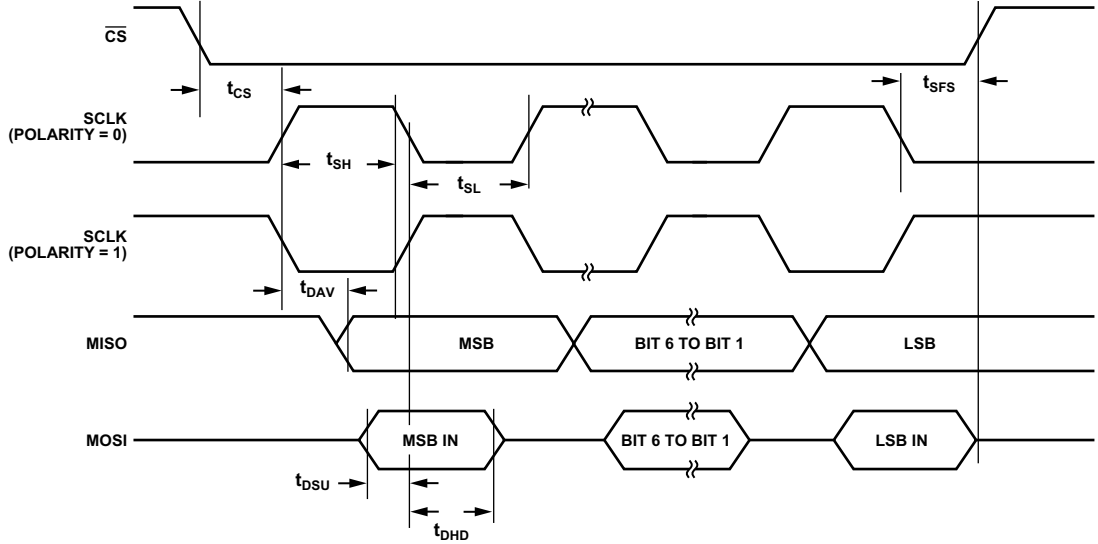 CS
tCS
tSFS
SCLK
(POLARITY = 0)
tSH
tSL
SCLK
(POLARITY = 1)
tDAV
MISO
MSB
BIT 6 TO BIT 1
LSB
MOSI
MSB IN
BIT 6 TO BIT 1
LSB IN
tDSU
tDHD